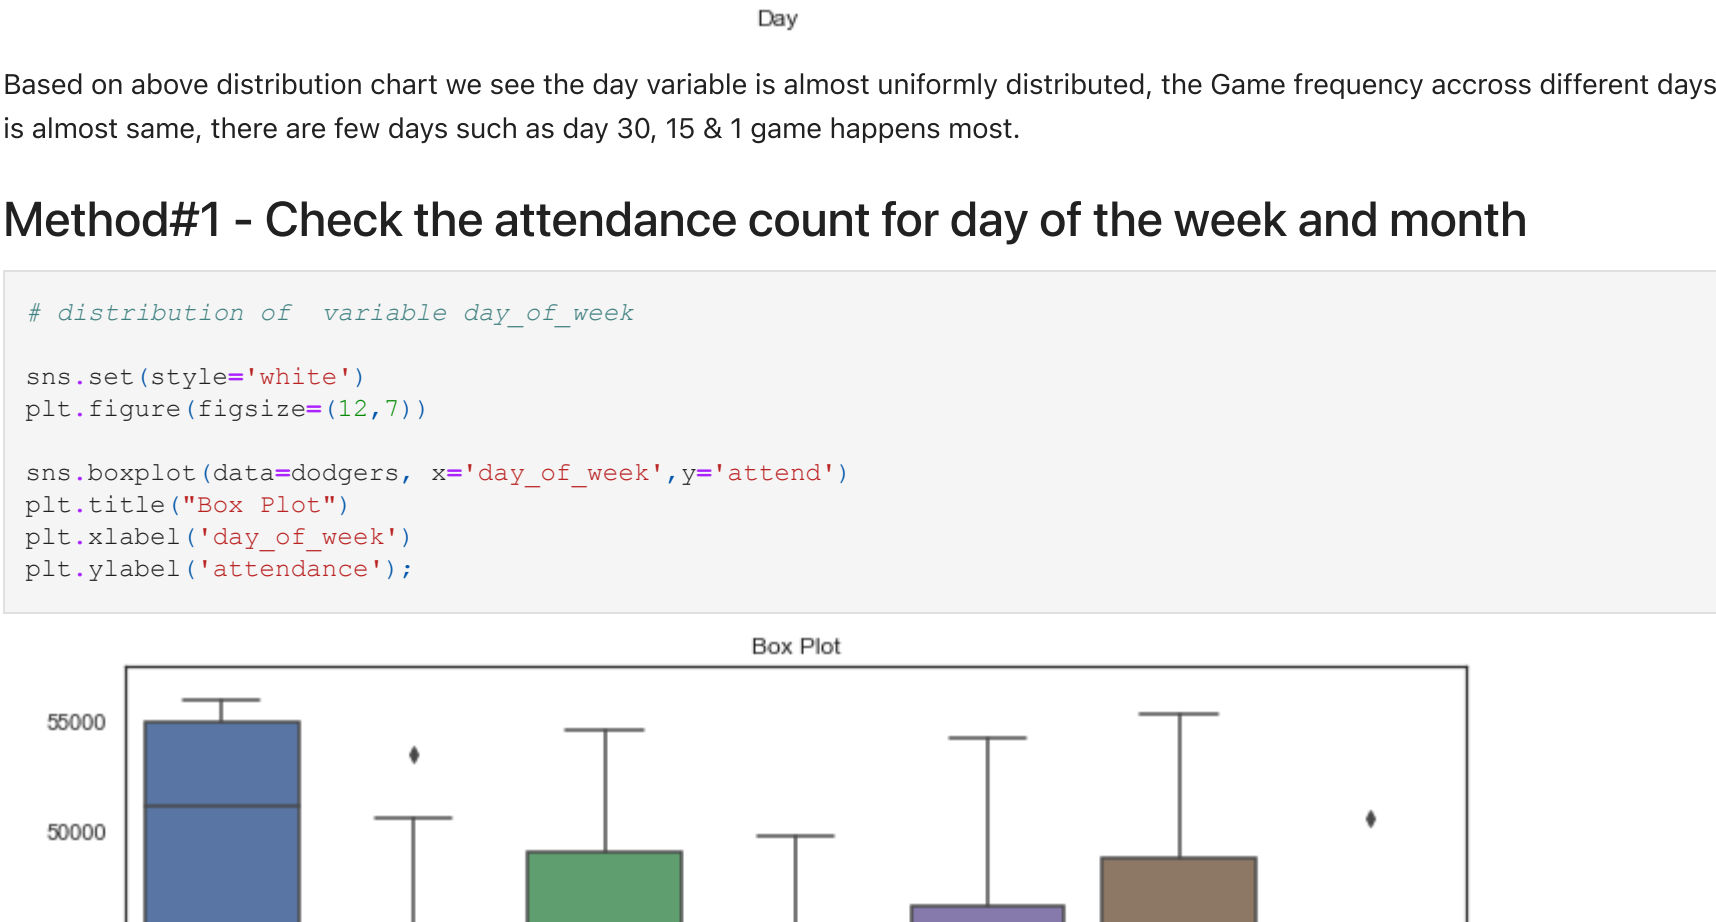 Day
Based on above distribution chart we see the day variable is almost uniformly distributed, the Game frequency accross different days
is almost same, there are few days such as day 30, 15 & 1 game happens most.
Method#1 - Check the attendance count for day of the week and month
# distribution of  variable day_of_week
sns.set(style='white')
plt.figure(figsize=(12,7))
sns.boxplot(data=dodgers, x='day_of_week',y='attend')
plt.title("Box Plot")
plt.xlabel('day_of_week')
plt.ylabel('attendance');
Box Plot
55000
50000